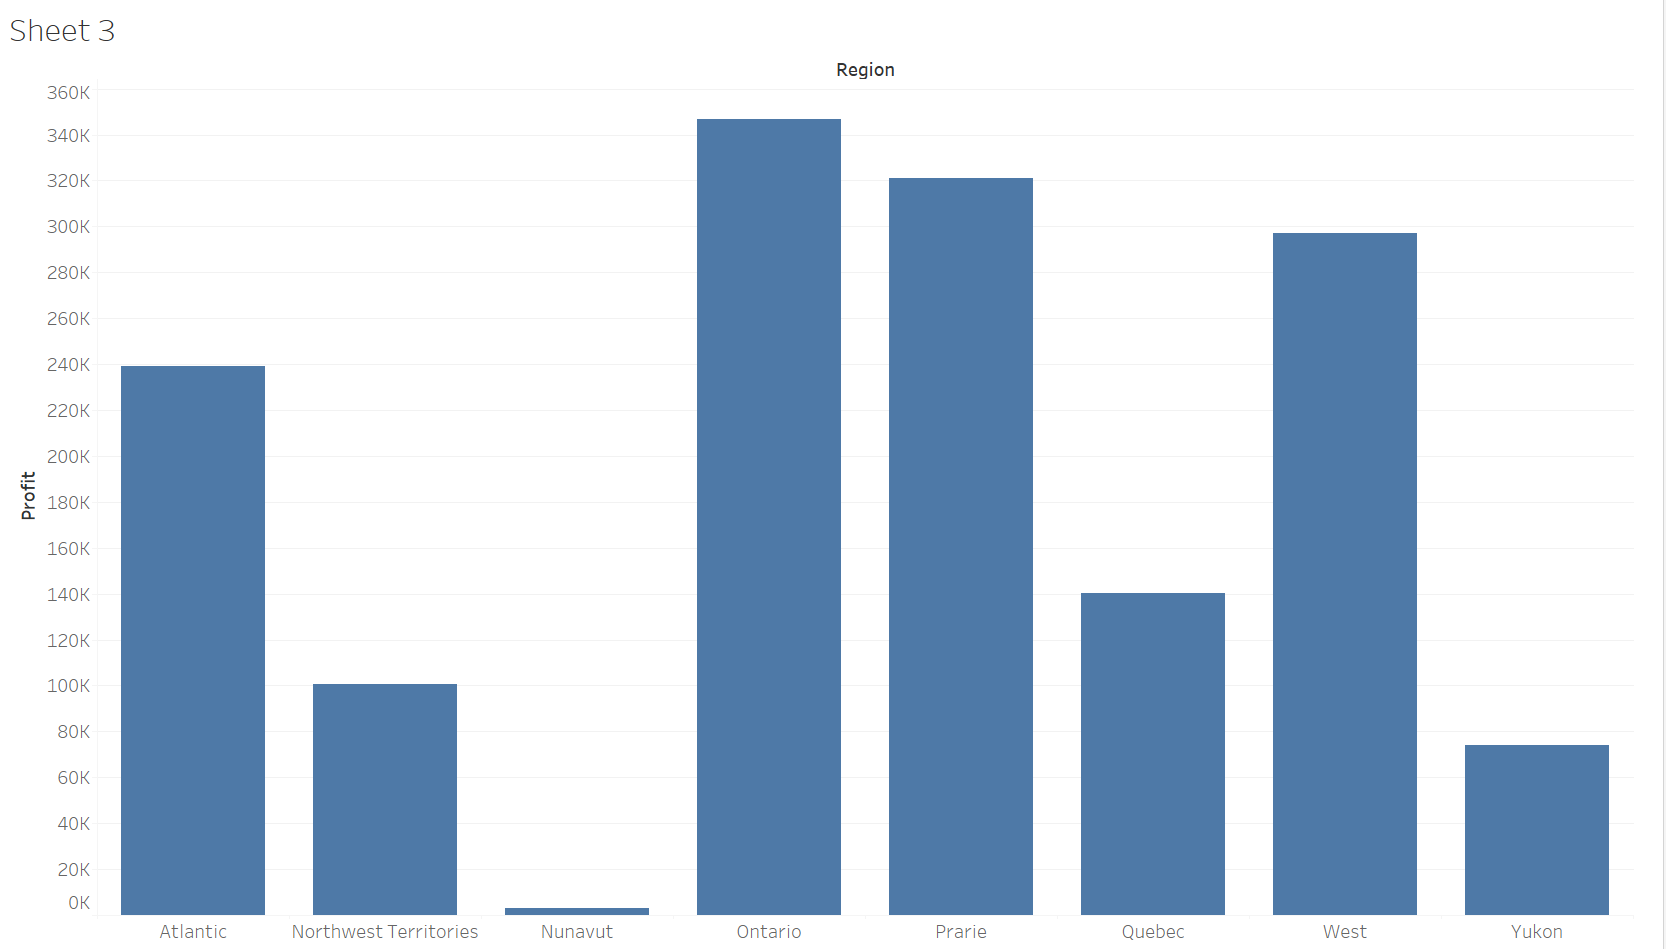 Sheet 3
Region
360K
340K
320K
300K
280K
260K
240K
220K
200K
180K
160K
140K
120K
100K
80K
60K
40K
20K
0K
Profit
Atlantic Northwest Territories Nunavut Ontario Prarie Quebec West Yukon